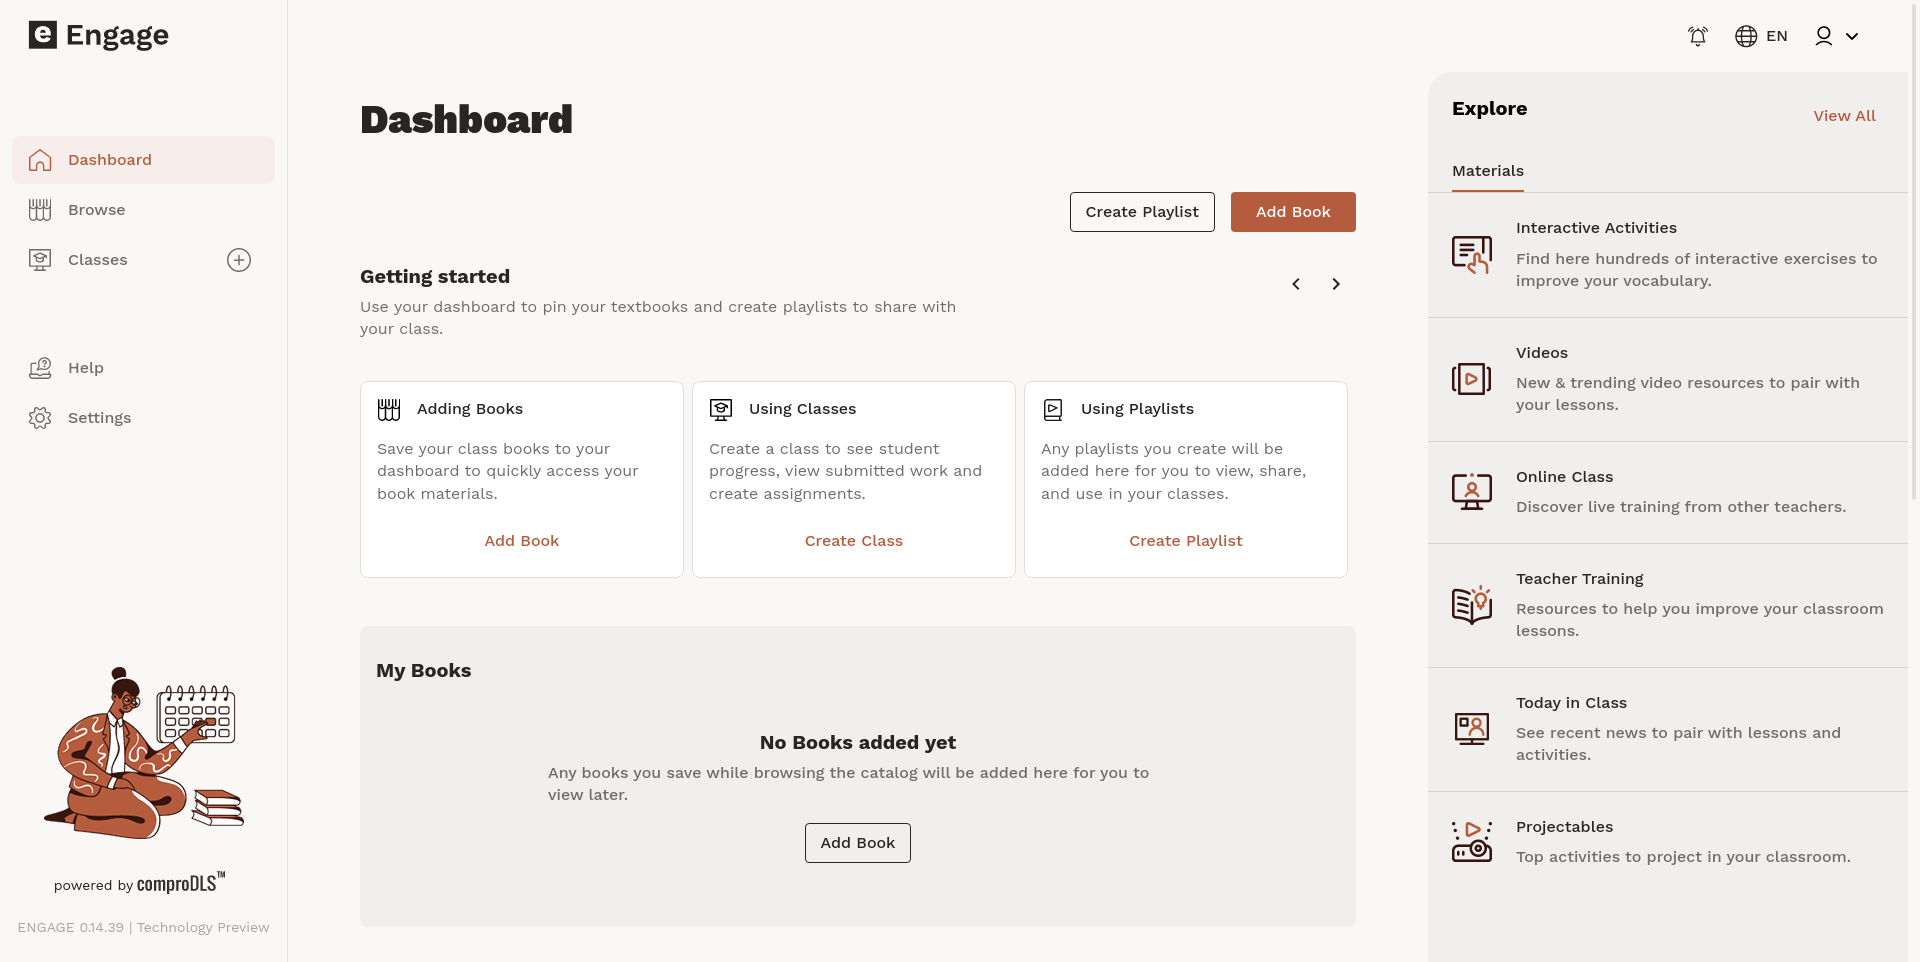 e Engage
Dashboard
Browse
Classes
Help
Settings
powered by comproDLS™
ENGAGE 0.14.39 | Technology Preview
EN
Dashboard
Create Playlist
Add Book
Getting started
Use your dashboard to pin your textbooks and create playlists to share with
your class.
Adding Books
Save your class books to your
dashboard to quickly access your
book materials.
Add Book
Using Classes
Create a class to see student
progress, view submitted work and
create assignments.
Create Class
Using Playlists
Any playlists you create will be
added here for you to view, share,
and use in your classes.
Create Playlist
My Books
No Books added yet
Any books you save while browsing the catalog will be added here for you to
view later.
Add Book
Explore
View All
Materials
Interactive Activities
Find here hundreds of interactive exercises to
improve your vocabulary.
Videos
New & trending video resources to pair with
your lessons.
Online Class
Discover live training from other teachers.
Teacher Training
Resources to help you improve your classroom
lessons.
Today in Class
See recent news to pair with lessons and
activities.
Projectables
Top activities to project in your classroom.